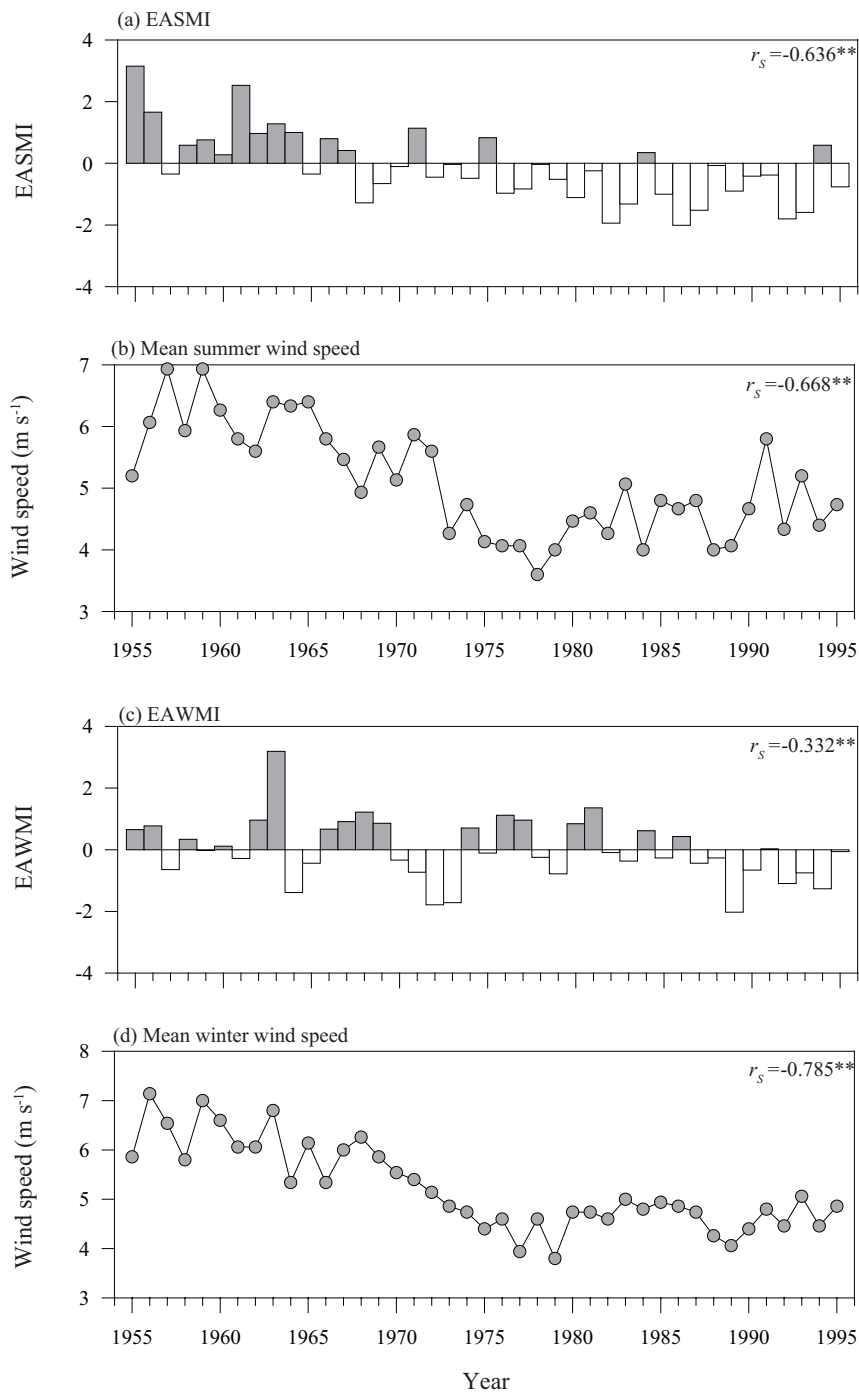 (a) EASMI
r_S=-0.636**
4
2
0
-2
-4
EASMI
(b) Mean summer wind speed
r_S=-0.668**
7
6
5
4
3
Wind speed (m s⁻¹)
1955 1960 1965 1970 1975 1980 1985 1990 1995
(c) EAWMI
r_S=-0.332**
4
2
0
-2
-4
EAWMI
(d) Mean winter wind speed
r_S=-0.785**
8
7
6
5
4
3
Wind speed (m s⁻¹)
1955 1960 1965 1970 1975 1980 1985 1990 1995
Year